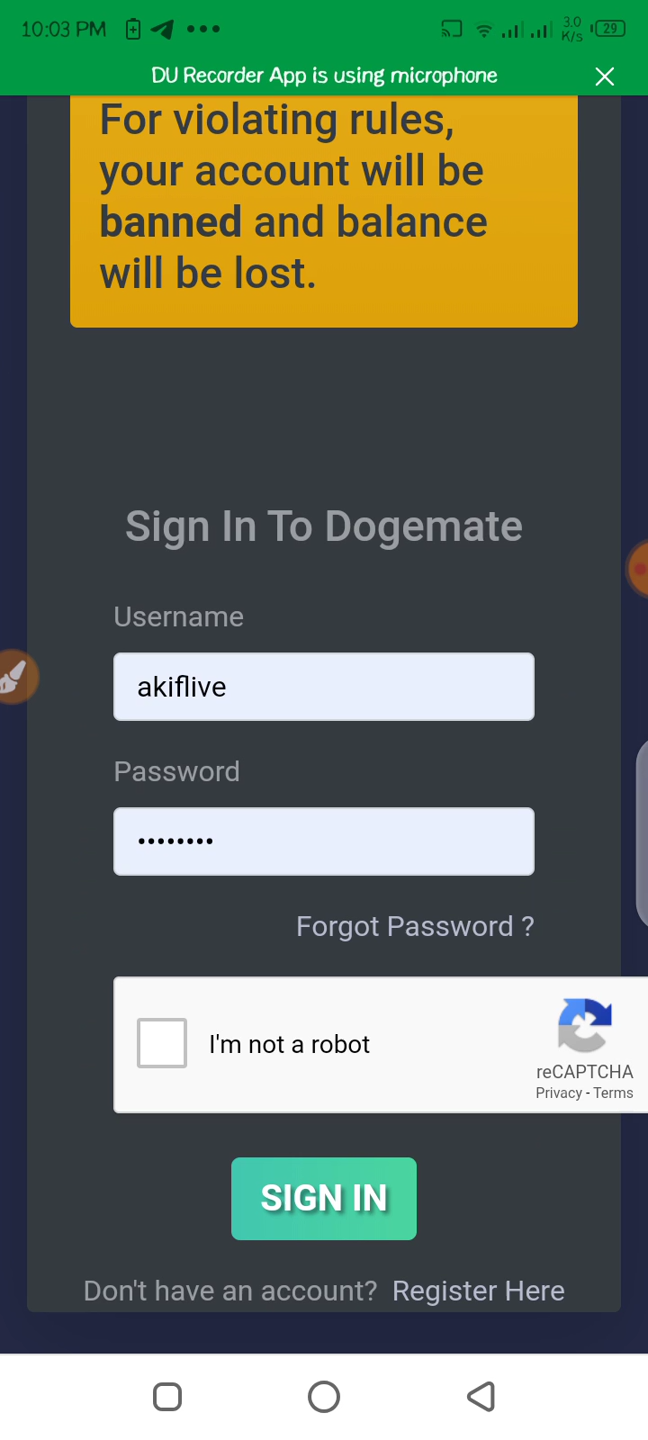 10:03 PM
3.0
K/s
29
DU Recorder App is using microphone
For violating rules,
your account will be
banned and balance
will be lost.
Sign In To Dogemate
Username
akiflive
Password
••••••••
Forgot Password ?
I'm not a robot
reCAPTCHA
Privacy - Terms
SIGN IN
Don't have an account? Register Here